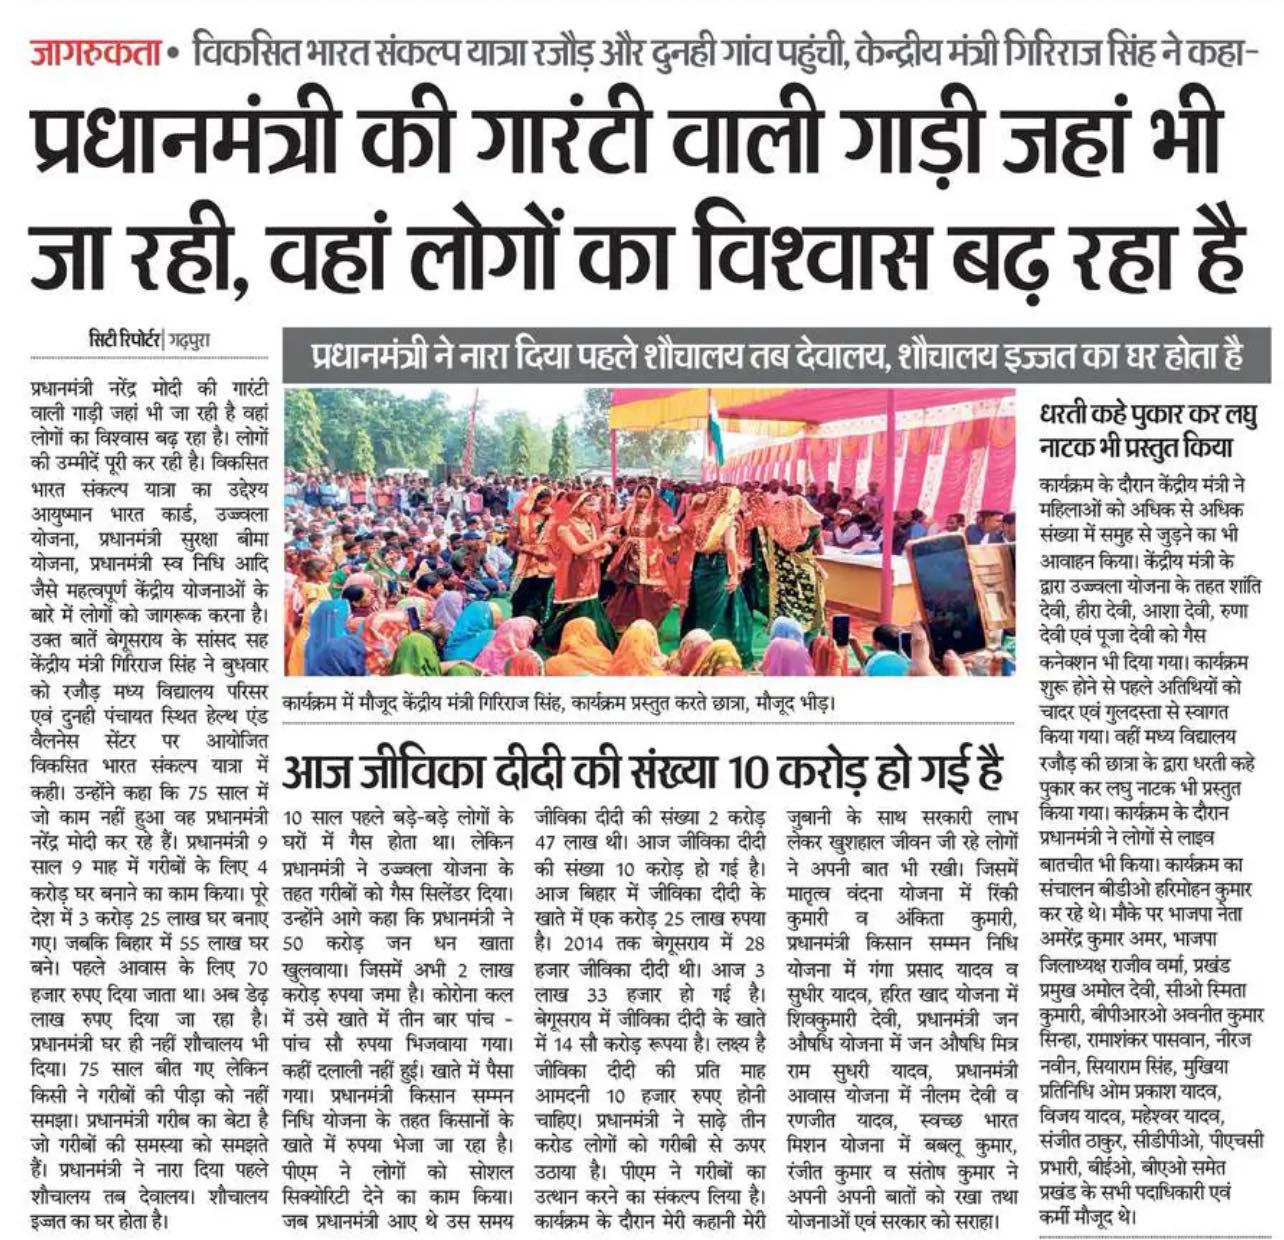 जागरुकता • विकसित भारत संकल्प यात्रा रजौड़ और दुनही गांव पहुंची, केन्द्रीय मंत्री गिरिराज सिंह ने कहा-
प्रधानमंत्री की गारंटी वाली गाड़ी जहां भी
जा रही, वहां लोगों का विश्वास बढ़ रहा है
सिटी रिपोर्टर| गढ़पुरा
प्रधानमंत्री नरेंद्र मोदी की गारंटी
वाली गाड़ी जहां भी जा रही है वहां
लोगों का विश्वास बढ़ रहा है। लोगों
की उम्मीदें पूरी कर रही है। विकसित
भारत संकल्प यात्रा का उद्देश्य
आयुष्मान भारत कार्ड, उज्ज्वला
योजना, प्रधानमंत्री सुरक्षा बीमा
योजना, प्रधानमंत्री स्व निधि आदि
जैसे महत्वपूर्ण केंद्रीय योजनाओं के
बारे में लोगों को जागरूक करना है।
उक्त बातें बेगूसराय के सांसद सह
केंद्रीय मंत्री गिरिराज सिंह ने बुधवार
को रजौड़ मध्य विद्यालय परिसर
एवं दुनही पंचायत स्थित हेल्थ एंड
वैलनेस सेंटर पर आयोजित
विकसित भारत संकल्प यात्रा में
कही। उन्होंने कहा कि 75 साल में
जो काम नहीं हुआ वह प्रधानमंत्री
नरेंद्र मोदी कर रहे हैं। प्रधानमंत्री 9
साल 9 माह में गरीबों के लिए 4
करोड़ घर बनाने का काम किया। पूरे
देश में 3 करोड़ 25 लाख घर बनाए
गए। जबकि बिहार में 55 लाख घर
बने। पहले आवास के लिए 70
हजार रुपए दिया जाता था। अब डेढ़
लाख रुपए दिया जा रहा है।
प्रधानमंत्री घर ही नहीं शौचालय भी
दिया। 75 साल बीत गए लेकिन
किसी ने गरीबों की पीड़ा को नहीं
समझा। प्रधानमंत्री गरीब का बेटा है
जो गरीबों की समस्या को समझते
हैं। प्रधानमंत्री ने नारा दिया पहले
शौचालय तब देवालय। शौचालय
इज्जत का घर होता है।
प्रधानमंत्री ने नारा दिया पहले शौचालय तब देवालय, शौचालय इज्जत का घर होता है
कार्यक्रम में मौजूद केंद्रीय मंत्री गिरिराज सिंह, कार्यक्रम प्रस्तुत करते छात्रा, मौजूद भीड़।
आज जीविका दीदी की संख्या 10 करोड़ हो गई है
10 साल पहले बड़े-बड़े लोगों के
घरों में गैस होता था। लेकिन
प्रधानमंत्री ने उज्ज्वला योजना के
तहत गरीबों को गैस सिलेंडर दिया।
उन्होंने आगे कहा कि प्रधानमंत्री ने
50 करोड़ जन धन खाता
खुलवाया। जिसमें अभी 2 लाख
करोड़ रुपया जमा है। कोरोना कल
में उसे खाते में तीन बार पांच -
पांच सौ रुपया भिजवाया गया।
कहीं दलाली नहीं हुई। खाते में पैसा
गया। प्रधानमंत्री किसान सम्मन
निधि योजना के तहत किसानों के
खाते में रुपया भेजा जा रहा है।
पीएम ने लोगों को सोशल
सिक्योरिटी देने का काम किया।
जब प्रधानमंत्री आए थे उस समय
जीविका दीदी की संख्या 2 करोड़
47 लाख थी। आज जीविका दीदी
की संख्या 10 करोड़ हो गई है।
आज बिहार में जीविका दीदी के
खाते में एक करोड़ 25 लाख रुपया
है। 2014 तक बेगूसराय में 28
हजार जीविका दीदी थी। आज 3
लाख 33 हजार हो गई है।
बेगूसराय में जीविका दीदी के खाते
में 14 सौ करोड़ रूपया है। लक्ष्य है
जीविका दीदी की प्रति माह
आमदनी 10 हजार रुपए होनी
चाहिए। प्रधानमंत्री ने साढ़े तीन
करोड लोगों को गरीबी से ऊपर
उठाया है। पीएम ने गरीबों का
उत्थान करने का संकल्प लिया है।
कार्यक्रम के दौरान मेरी कहानी मेरी
जुबानी के साथ सरकारी लाभ
लेकर खुशहाल जीवन जी रहे लोगों
ने अपनी बात भी रखी। जिसमें
मातृत्व वंदना योजना में रिंकी
कुमारी व अंकिता कुमारी,
प्रधानमंत्री किसान सम्मन निधि
योजना में गंगा प्रसाद यादव व
सुधीर यादव, हरित खाद योजना में
शिवकुमारी देवी, प्रधानमंत्री जन
औषधि योजना में जन औषधि मित्र
राम सुधरी यादव, प्रधानमंत्री
आवास योजना में नीलम देवी व
रणजीत यादव, स्वच्छ भारत
मिशन योजना में बबलू कुमार,
रंजीत कुमार व संतोष कुमार ने
अपनी अपनी बातों को रखा तथा
योजनाओं एवं सरकार को सराहा।
धरती कहे पुकार कर लघु
नाटक भी प्रस्तुत किया
कार्यक्रम के दौरान केंद्रीय मंत्री ने
महिलाओं को अधिक से अधिक
संख्या में समुह से जुड़ने का भी
आवाहन किया। केंद्रीय मंत्री के
द्वारा उज्ज्वला योजना के तहत शांति
देवी, हीरा देवी, आशा देवी, रुणा
देवी एवं पूजा देवी को गैस
कनेक्शन भी दिया गया। कार्यक्रम
शुरू होने से पहले अतिथियों को
चादर एवं गुलदस्ता से स्वागत
किया गया। वहीं मध्य विद्यालय
रजौड़ की छात्रा के द्वारा धरती कहे
पुकार कर लघु नाटक भी प्रस्तुत
किया गया। कार्यक्रम के दौरान
प्रधानमंत्री ने लोगों से लाइव
बातचीत भी किया। कार्यक्रम का
संचालन बीडीओ हरिमोहन कुमार
कर रहे थे। मौके पर भाजपा नेता
अमरेंद्र कुमार अमर, भाजपा
जिलाध्यक्ष राजीव वर्मा, प्रखंड
प्रमुख अमोल देवी, सीओ स्मिता
कुमारी, बीपीआरओ अवनीत कुमार
सिन्हा, रामाशंकर पासवान, नीरज
नवीन, सियाराम सिंह, मुखिया
प्रतिनिधि ओम प्रकाश यादव,
विजय यादव, महेश्वर यादव,
संजीत ठाकुर, सीडीपीओ, पीएचसी
प्रभारी, बीईओ, बीएओ समेत
प्रखंड के सभी पदाधिकारी एवं
कर्मी मौजूद थे।